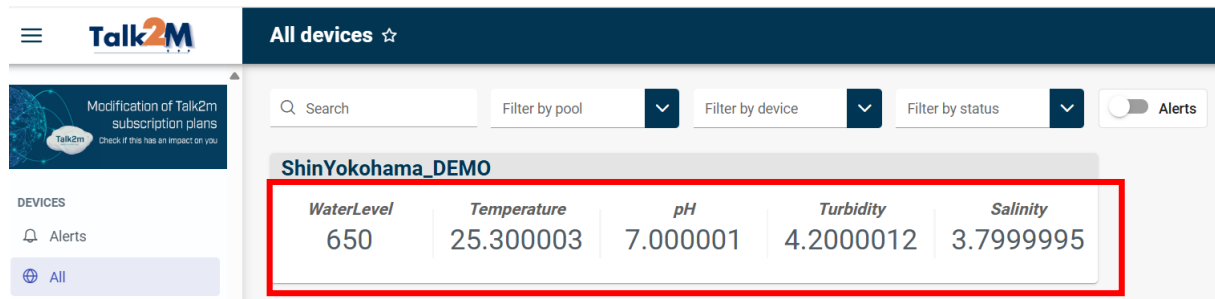 Talk2M
All devices
Modification of Talk2m
subscription plans
Talk2m
Check if this has an impact on you
Search
Filter by pool
Filter by device
Filter by status
Alerts
ShinYokohama_DEMO
DEVICES
WaterLevel Temperature pH Turbidity Salinity
650 25.300003 7.000001 4.2000012 3.7999995
Alerts
All